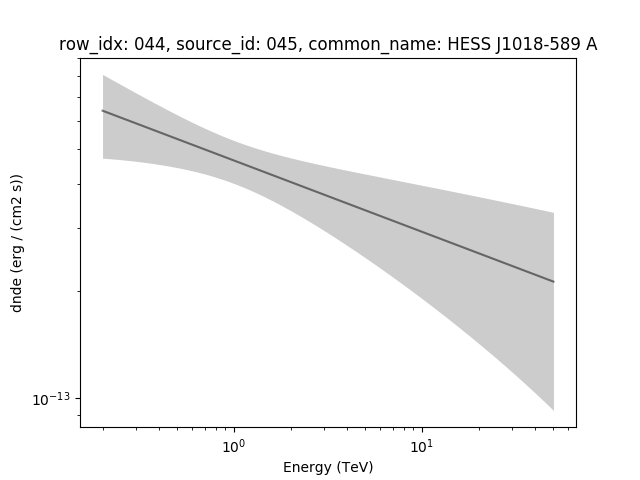 row_idx: 044, source_id: 045, common_name: HESS J1018-589 A
dnde (erg / (cm2 s))
10⁻¹³
10⁰
10¹
Energy (TeV)